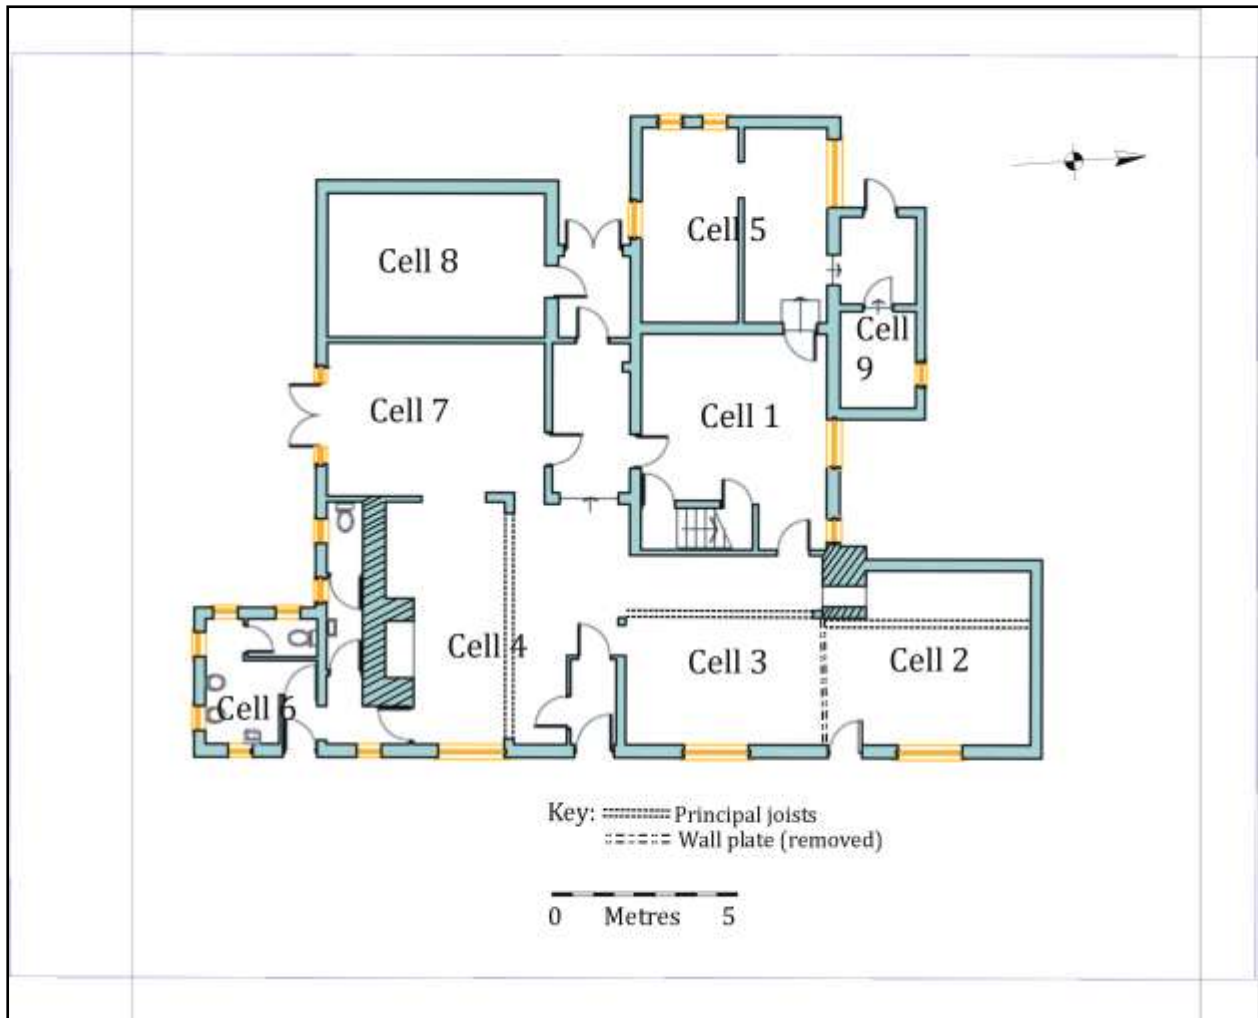 Cell 5
Cell 8
Cell
9
Cell 7
Cell 1
Cell 4
Cell 3
Cell 2
Cell 6
Key: Principal joists
Wall plate (removed)
0 Metres 5